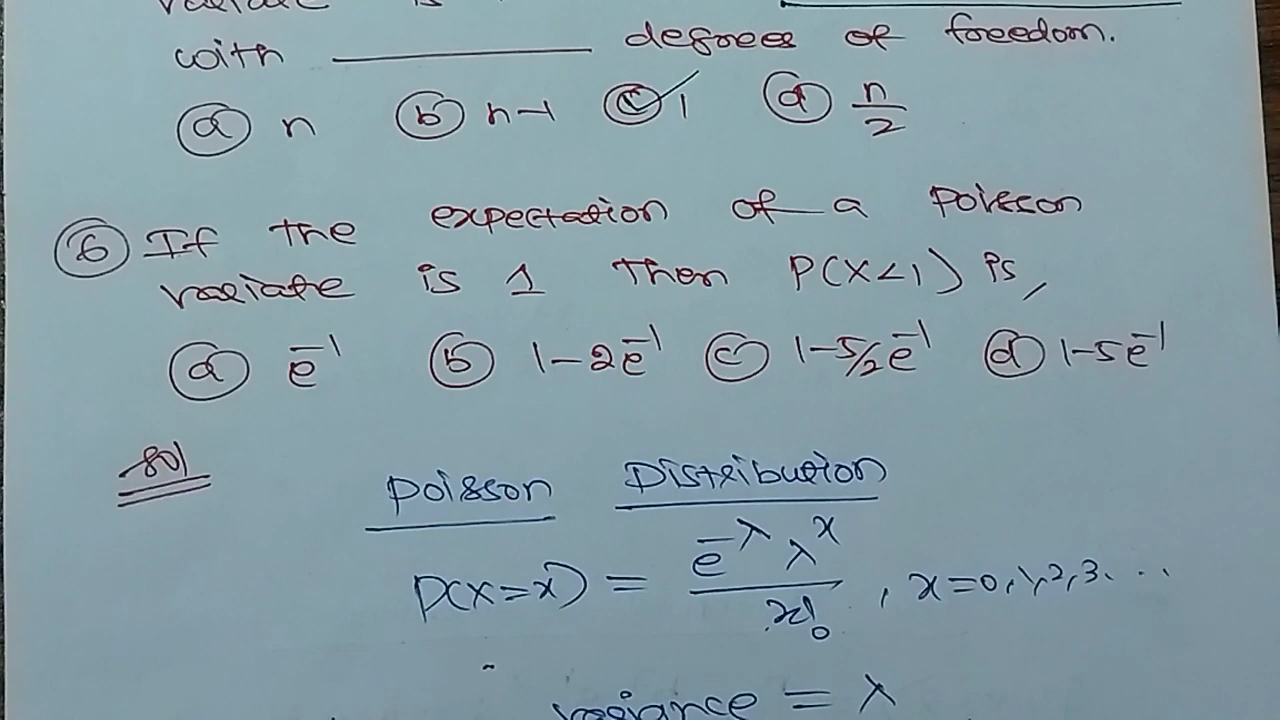 with ________ degrees of freedom.
(a) n (b) n-1 (c) ✓ 1 (d) n/2
(6) If the expectation of a Poisson
variate is 1 Then P(X<1) is,
(a) e⁻¹ (b) 1-2e⁻¹ (c) 1-5/2e⁻¹ (d) 1-5e⁻¹
Sol
Poisson Distribution
P(X=x) = e^-λ λ^x / x! , x=0,1,2,3...
variance = λ